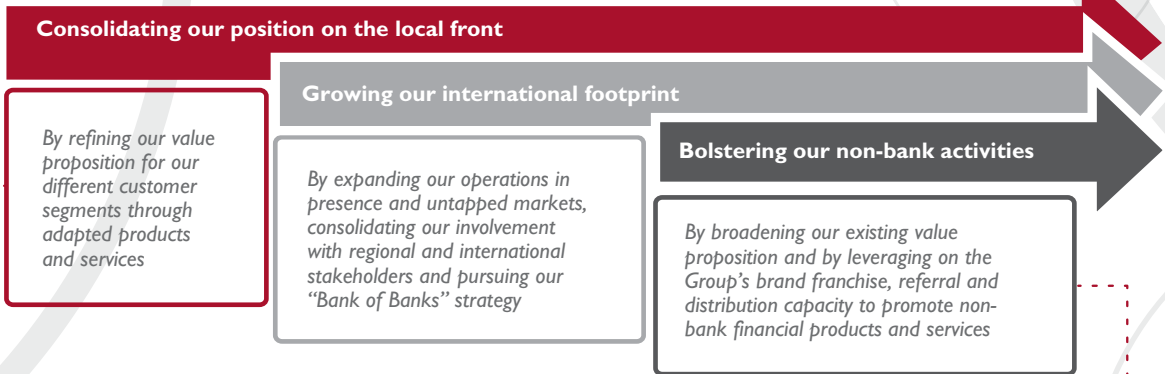 Consolidating our position on the local front
By refining our value
proposition for our
different customer
segments through
adapted products
and services
Growing our international footprint
By expanding our operations in
presence and untapped markets,
consolidating our involvement
with regional and international
stakeholders and pursuing our
“Bank of Banks” strategy
Bolstering our non-bank activities
By broadening our existing value
proposition and by leveraging on the
Group’s brand franchise, referral and
distribution capacity to promote non-
bank financial products and services